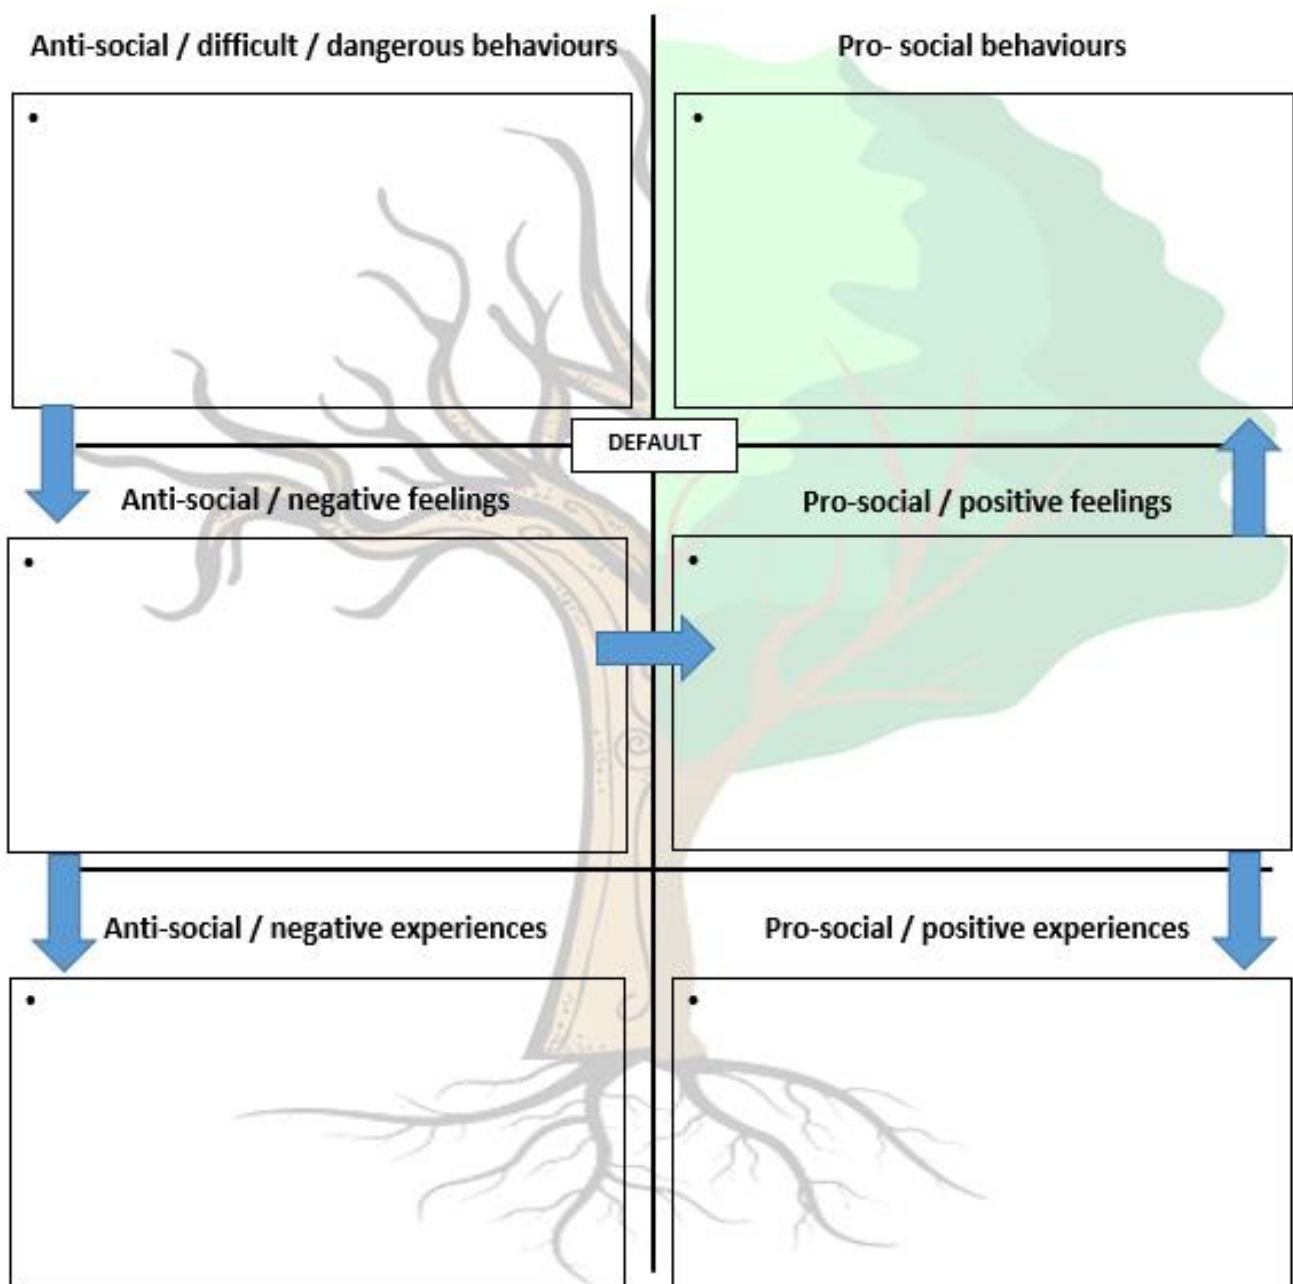 Anti-social / difficult / dangerous behaviours
Pro- social behaviours
•
•
DEFAULT
Anti-social / negative feelings
Pro-social / positive feelings
•
•
Anti-social / negative experiences
Pro-social / positive experiences
•
•